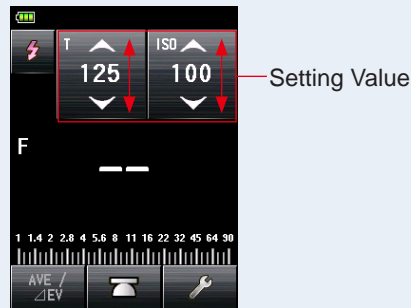 T ISO
125 100
Setting Value
F
--
1 1.4 2 2.8 4 5.6 8 11 16 22 32 45 64 90
AVE /
⊿EV